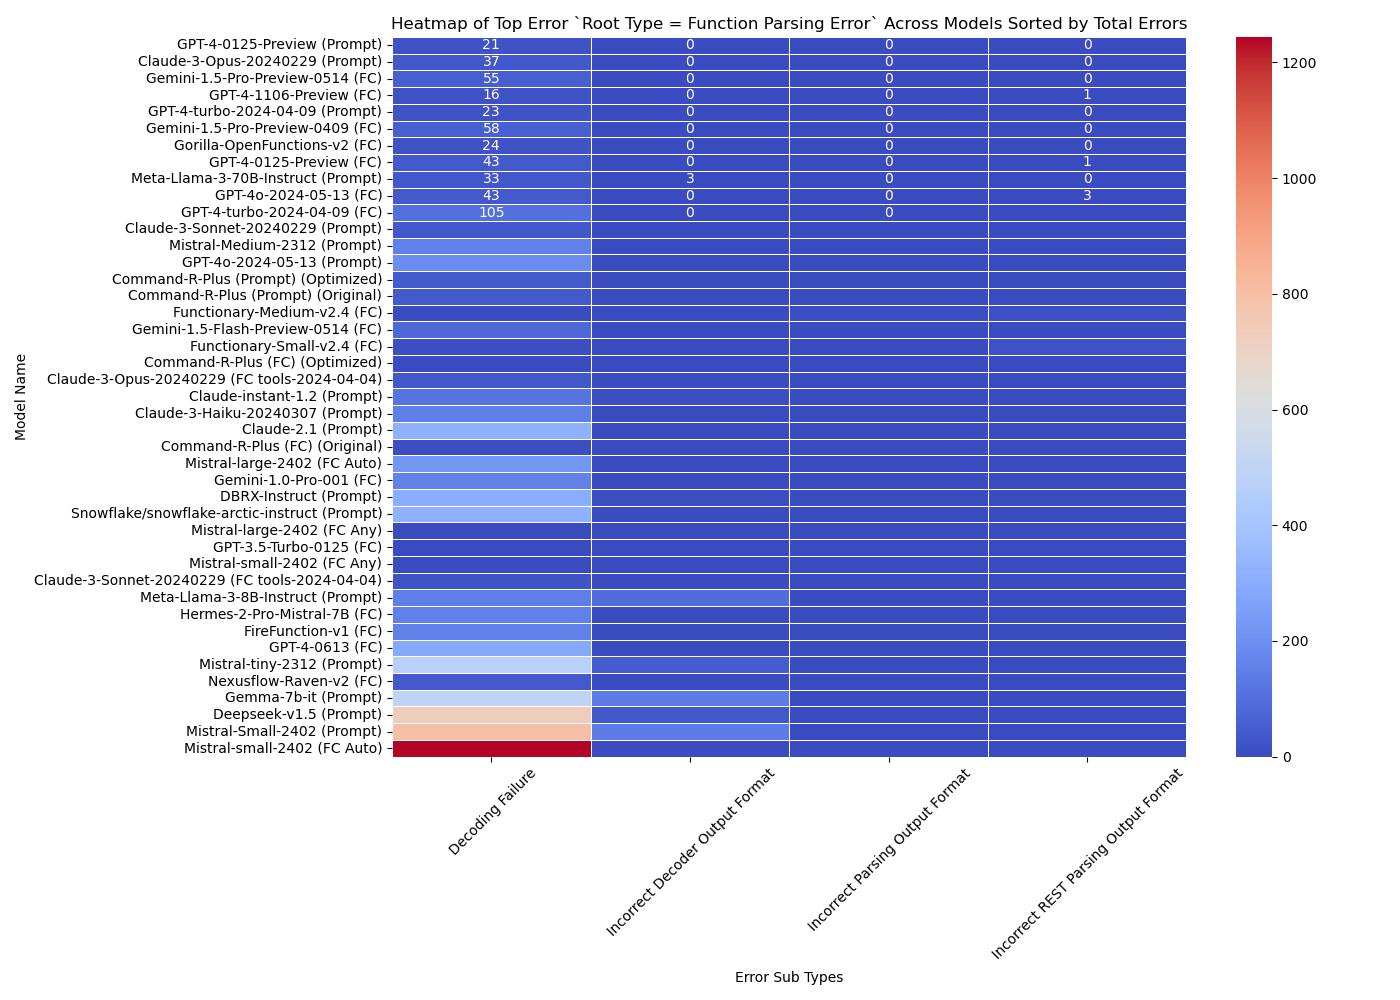 Heatmap of Top Error `Root Type = Function Parsing Error` Across Models Sorted by Total Errors
GPT-4-0125-Preview (Prompt) 21 0 0 0
Claude-3-Opus-20240229 (Prompt) 37 0 0 0
Gemini-1.5-Pro-Preview-0514 (FC) 55 0 0 0
GPT-4-1106-Preview (FC) 16 0 0 1
GPT-4-turbo-2024-04-09 (Prompt) 23 0 0 0
Gemini-1.5-Pro-Preview-0409 (FC) 58 0 0 0
Gorilla-OpenFunctions-v2 (FC) 24 0 0 0
GPT-4-0125-Preview (FC) 43 0 0 1
Meta-Llama-3-70B-Instruct (Prompt) 33 3 0 0
GPT-4o-2024-05-13 (FC) 43 0 0 3
GPT-4-turbo-2024-04-09 (FC) 105 0 0
Claude-3-Sonnet-20240229 (Prompt)
Mistral-Medium-2312 (Prompt)
GPT-4o-2024-05-13 (Prompt)
Command-R-Plus (Prompt) (Optimized)
Command-R-Plus (Prompt) (Original)
Functionary-Medium-v2.4 (FC)
Gemini-1.5-Flash-Preview-0514 (FC)
Functionary-Small-v2.4 (FC)
Command-R-Plus (FC) (Optimized)
Claude-3-Opus-20240229 (FC tools-2024-04-04)
Claude-instant-1.2 (Prompt)
Claude-3-Haiku-20240307 (Prompt)
Claude-2.1 (Prompt)
Command-R-Plus (FC) (Original)
Mistral-large-2402 (FC Auto)
Gemini-1.0-Pro-001 (FC)
DBRX-Instruct (Prompt)
Snowflake/snowflake-arctic-instruct (Prompt)
Mistral-large-2402 (FC Any)
GPT-3.5-Turbo-0125 (FC)
Mistral-small-2402 (FC Any)
Claude-3-Sonnet-20240229 (FC tools-2024-04-04)
Meta-Llama-3-8B-Instruct (Prompt)
Hermes-2-Pro-Mistral-7B (FC)
FireFunction-v1 (FC)
GPT-4-0613 (FC)
Mistral-tiny-2312 (Prompt)
Nexusflow-Raven-v2 (FC)
Gemma-7b-it (Prompt)
Deepseek-v1.5 (Prompt)
Mistral-Small-2402 (Prompt)
Mistral-small-2402 (FC Auto)
Model Name
Decoding Failure
Incorrect Decoder Output Format
Incorrect Parsing Output Format
Incorrect REST Parsing Output Format
Error Sub Types
1200
1000
800
600
400
200
0